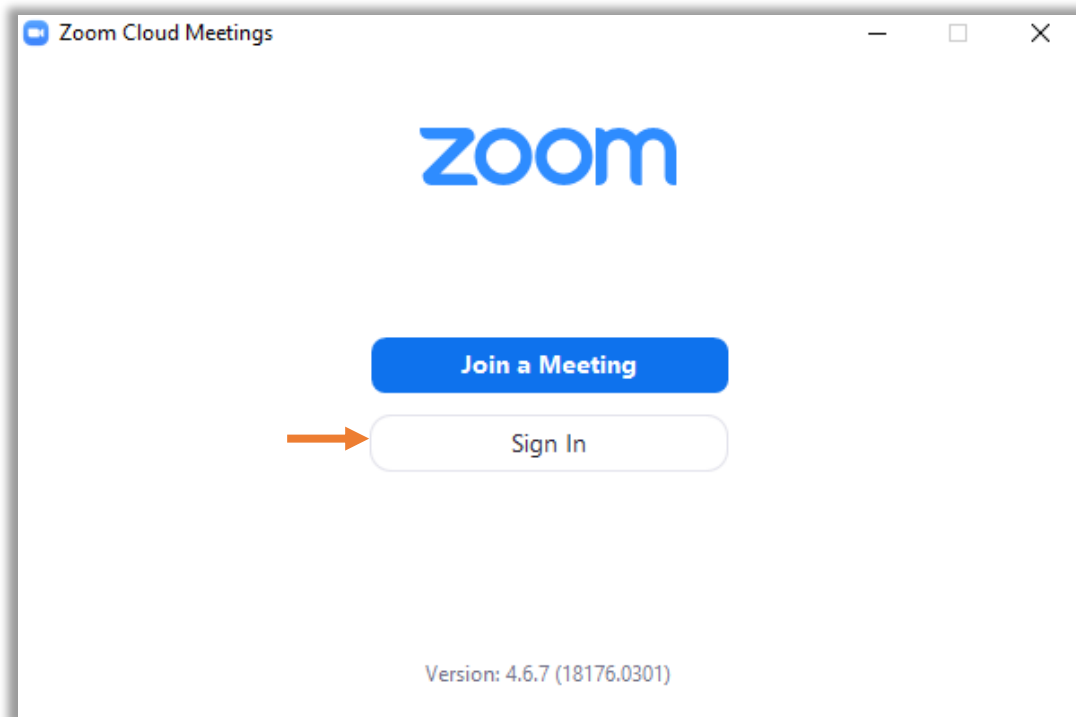 Zoom Cloud Meetings
zoom
Join a Meeting
Sign In
Version: 4.6.7 (18176.0301)